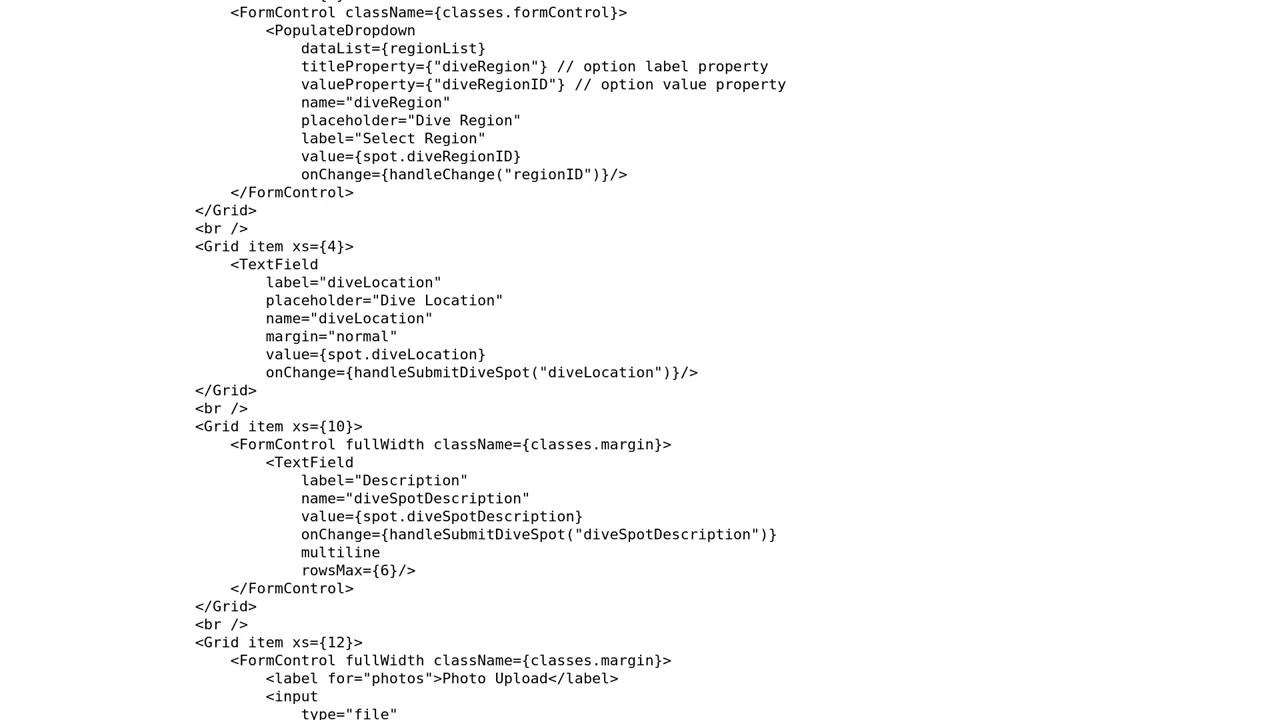 <FormControl className={classes.formControl}>
<PopulateDropdown
dataList={regionList}
titleProperty={"diveRegion"} // option label property
valueProperty={"diveRegionID"} // option value property
name="diveRegion"
placeholder="Dive Region"
label="Select Region"
value={spot.diveRegionID}
onChange={handleChange("regionID")}/>
</FormControl>
</Grid>
<br />
<Grid item xs={4}>
<TextField
label="diveLocation"
placeholder="Dive Location"
name="diveLocation"
margin="normal"
value={spot.diveLocation}
onChange={handleSubmitDiveSpot("diveLocation")}/>
</Grid>
<br />
<Grid item xs={10}>
<FormControl fullWidth className={classes.margin}>
<TextField
label="Description"
name="diveSpotDescription"
value={spot.diveSpotDescription}
onChange={handleSubmitDiveSpot("diveSpotDescription")}
multiline
rowsMax={6}/>
</FormControl>
</Grid>
<br />
<Grid item xs={12}>
<FormControl fullWidth className={classes.margin}>
<label for="photos">Photo Upload</label>
<input
type="file"